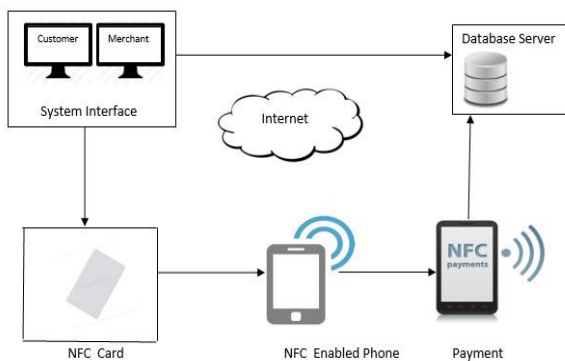 Customer
Merchant
System Interface
Database Server
Internet
NFC
payments
NFC Card
NFC Enabled Phone
Payment